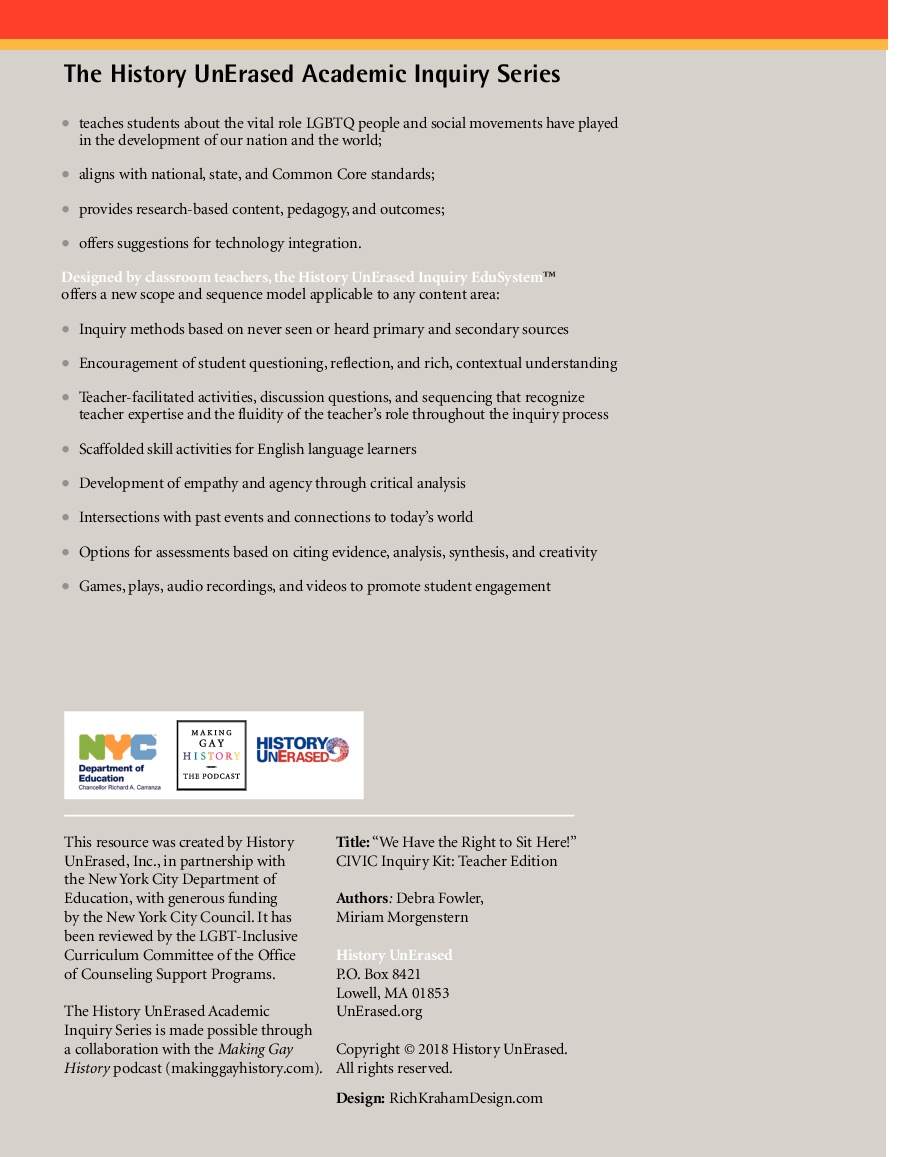 The History UnErased Academic Inquiry Series
• teaches students about the vital role LGBTQ people and social movements have played
in the development of our nation and the world;
• aligns with national, state, and Common Core standards;
• provides research-based content, pedagogy, and outcomes;
• offers suggestions for technology integration.
Designed by classroom teachers, the History UnErased Inquiry EduSystem™
offers a new scope and sequence model applicable to any content area:
• Inquiry methods based on never seen or heard primary and secondary sources
• Encouragement of student questioning, reflection, and rich, contextual understanding
• Teacher-facilitated activities, discussion questions, and sequencing that recognize
teacher expertise and the fluidity of the teacher's role throughout the inquiry process
• Scaffolded skill activities for English language learners
• Development of empathy and agency through critical analysis
• Intersections with past events and connections to today's world
• Options for assessments based on citing evidence, analysis, synthesis, and creativity
• Games, plays, audio recordings, and videos to promote student engagement
NYC
Department of
Education
Chancellor Richard A. Carranza
MAKING
GAY
HISTORY
THE PODCAST
HISTORY
UNERASED
This resource was created by History
UnErased, Inc., in partnership with
the New York City Department of
Education, with generous funding
by the New York City Council. It has
been reviewed by the LGBT-Inclusive
Curriculum Committee of the Office
of Counseling Support Programs.
The History UnErased Academic
Inquiry Series is made possible through
a collaboration with the Making Gay
History podcast (makinggayhistory.com).
Title: “We Have the Right to Sit Here!”
CIVIC Inquiry Kit: Teacher Edition
Authors: Debra Fowler,
Miriam Morgenstern
History UnErased
P.O. Box 8421
Lowell, MA 01853
UnErased.org
Copyright © 2018 History UnErased.
All rights reserved.
Design: RichKrahamDesign.com